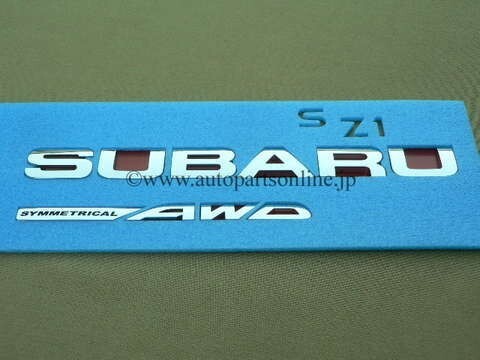 S Z1
SUBARU
©www.autopartsonline.jp
SYMMETRICAL AWD